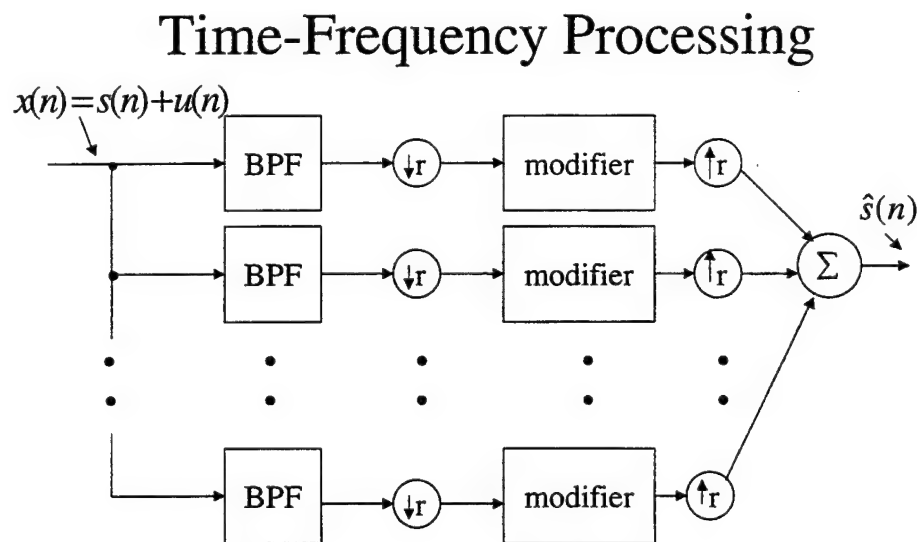 Time-Frequency Processing
x(n)=s(n)+u(n)
BPF
↓r
modifier
↑r
ŝ(n)
BPF
↓r
modifier
↑r
Σ
BPF
↓r
modifier
↑r